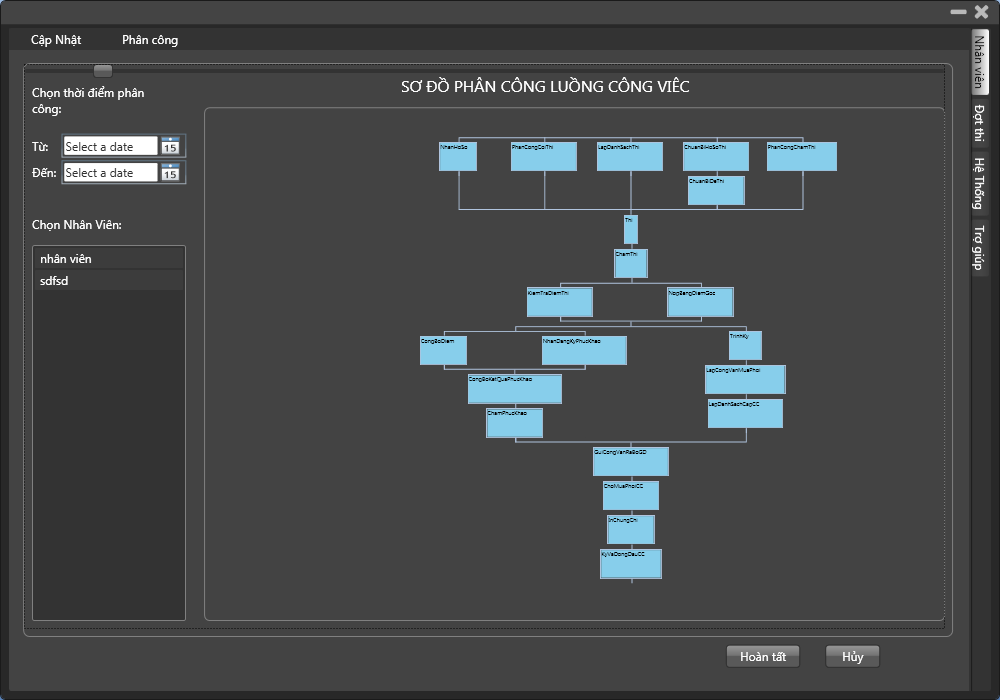 Cập Nhật
Phân công
Nhân viên
Đợt thi
Hệ Thống
Trợ giúp
Chọn thời điểm phân
công:
Từ: Select a date 15
Đến: Select a date 15
Chọn Nhân Viên:
nhân viên
sdfsd
SƠ ĐỒ PHÂN CÔNG LUỒNG CÔNG VIÊC
NhanHoSo
PhanCongCoiThi
LapDanhSachThi
ChuanBiHoSoThi
PhanCongChamThi
ChuanBiDeThi
Thi
ChamThi
KiemTraDiemThi
NopBangDiemGoc
CongBoDiem
NhanDangKyPhucKhao
TrinhKy
LapCongVanMuaPhoi
CongBoKetQuaPhucKhao
LapDanhSachCapCC
ChamPhucKhao
GuiCongVanRaBoGD
ChoMuaPhoiCC
InChungChi
KyVaDongDauCC
Hoàn tất
Hủy